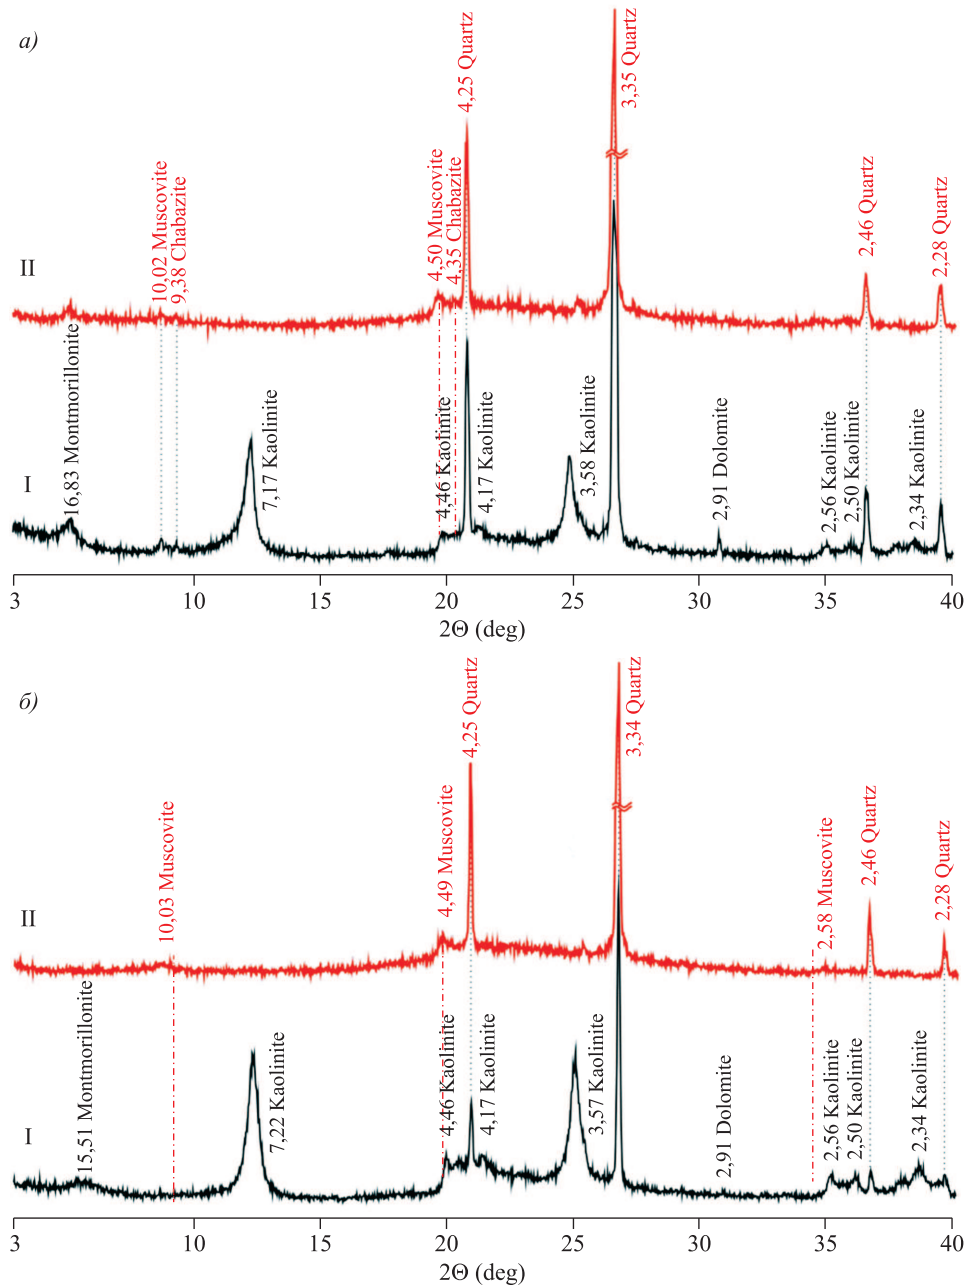 а)
4,25 Quartz
3,35 Quartz
10,02 Muscovite
9,38 Chabazite
4,50 Muscovite
4,35 Chabazite
2,46 Quartz
2,28 Quartz
II
16,83 Montmorillonite
7,17 Kaolinite
4,46 Kaolinite
4,17 Kaolinite
3,58 Kaolinite
2,91 Dolomite
2,56 Kaolinite
2,50 Kaolinite
2,34 Kaolinite
I
3 10 15 20 25 30 35 40
2Θ (deg)
б)
4,25 Quartz
3,34 Quartz
10,03 Muscovite
4,49 Muscovite
2,58 Muscovite
2,46 Quartz
2,28 Quartz
II
15,51 Montmorillonite
7,22 Kaolinite
4,46 Kaolinite
4,17 Kaolinite
3,57 Kaolinite
2,91 Dolomite
2,56 Kaolinite
2,50 Kaolinite
2,34 Kaolinite
I
3 10 15 20 25 30 35 40
2Θ (deg)